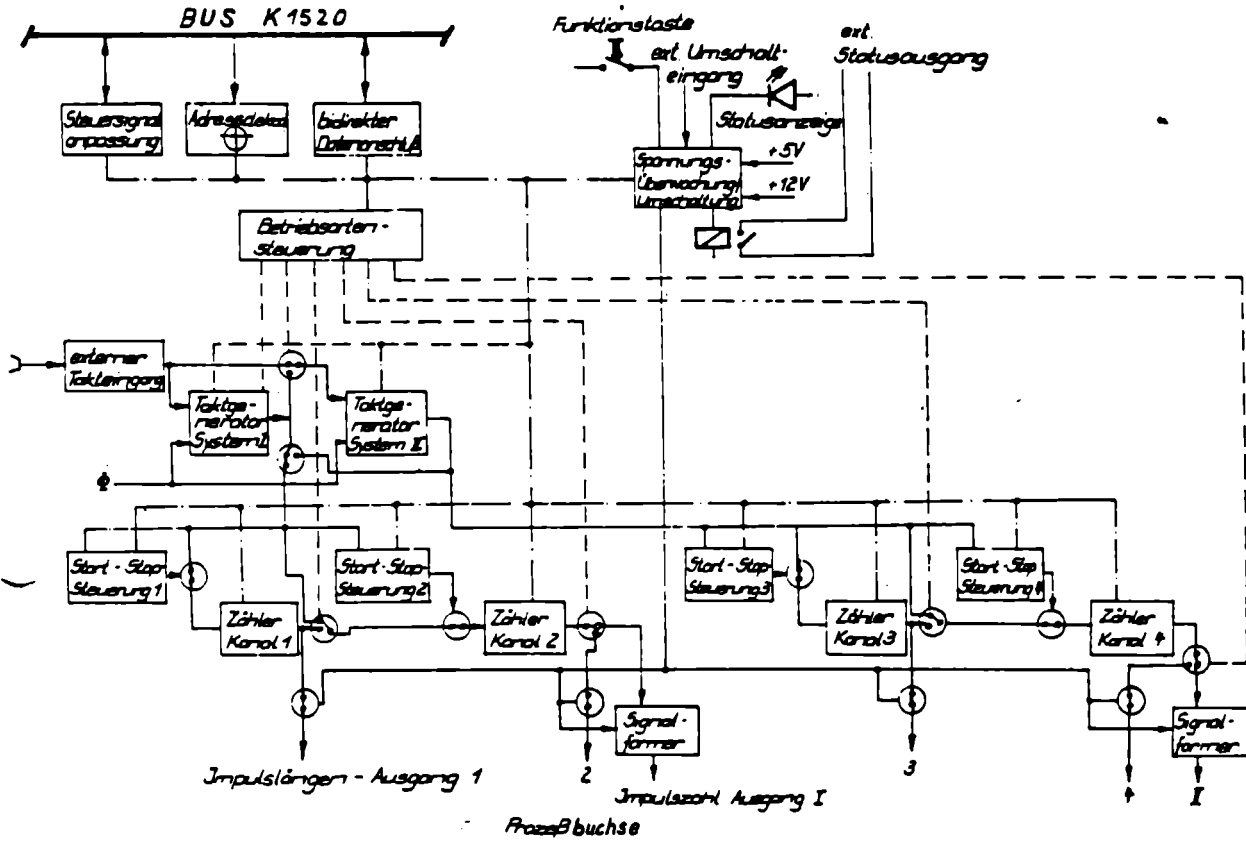 BUS K1520
Funktionstaste
II
ext. Umschalt-
eingang
ext.
Statusausgang
Statusanzeige
Steuersignal
anpassung
Adressdekod
bidirekter
Datenanschluß
Spannungs-
Überwachung/
Umschaltung
+5V
+12V
Betriebsarten-
steuerung
externer
Takteingang
Taktge-
nerator
System I
Taktge-
nerator
System II
Φ
Start-Stop
Steuerung 1
Start-Stop
Steuerung 2
Start-Stop
Steuerung 3
Start-Stop
Steuerung 4
Zähler
Kanal 1
Zähler
Kanal 2
Zähler
Kanal 3
Zähler
Kanal 4
Signal-
former
Signal-
former
Impulslängen - Ausgang 1
2
3
4
II
Impulszahl Ausgang I
Prozeßbuchse